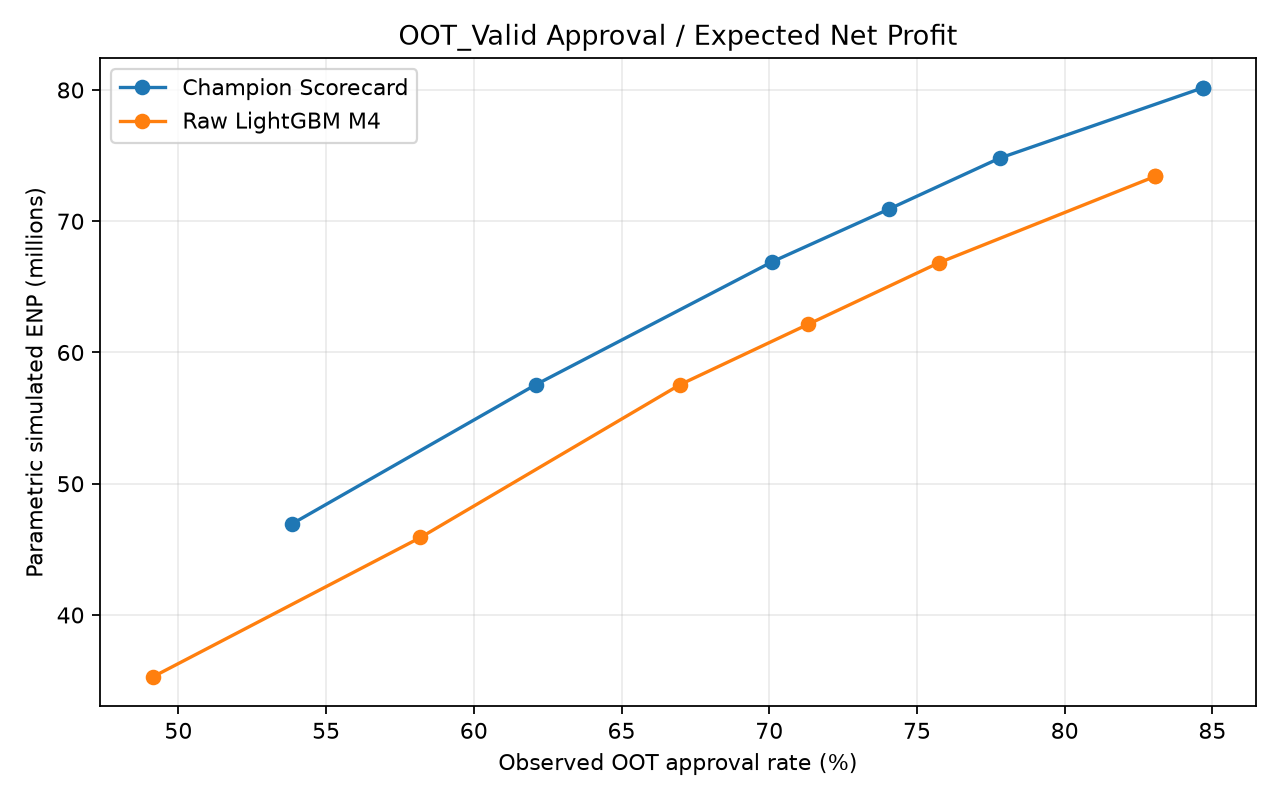 OOT_Valid Approval / Expected Net Profit
Champion Scorecard
Raw LightGBM M4
Parametric simulated ENP (millions)
80
70
60
50
40
50 55 60 65 70 75 80 85
Observed OOT approval rate (%)